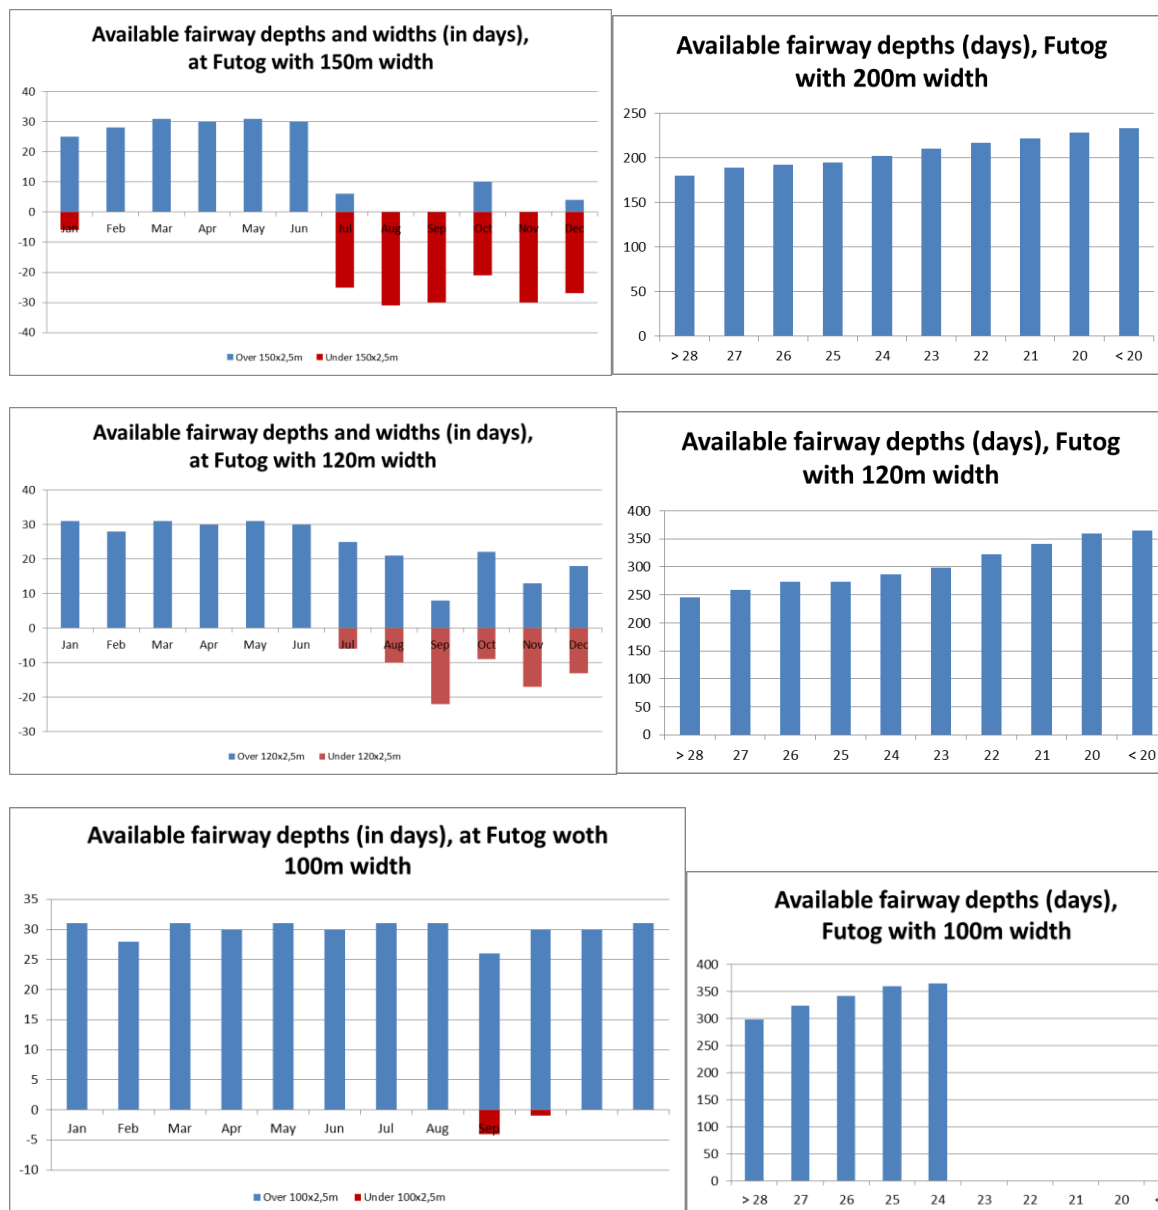 Available fairway depths and widths (in days),
at Futog with 150m width
40
30
20
10
0
-10
-20
-30
-40
Jan Feb Mar Apr May Jun Jul Aug Sep Oct Nov Dec
Over 150x2,5m Under 150x2,5m
Available fairway depths (days), Futog
with 200m width
250
200
150
100
50
0
> 28 27 26 25 24 23 22 21 20 < 20
Available fairway depths and widths (in days),
at Futog with 120m width
40
30
20
10
0
-10
-20
-30
Jan Feb Mar Apr May Jun Jul Aug Sep Oct Nov Dec
Over 120x2,5m Under 120x2,5m
Available fairway depths (days), Futog
with 120m width
400
350
300
250
200
150
100
50
0
> 28 27 26 25 24 23 22 21 20 < 20
Available fairway depths (in days), at Futog woth
100m width
35
30
25
20
15
10
5
0
-5
-10
Jan Feb Mar Apr May Jun Jul Aug Sep
Over 100x2,5m Under 100x2,5m
Available fairway depths (days),
Futog with 100m width
400
350
300
250
200
150
100
50
0
> 28 27 26 25 24 23 22 21 20 <